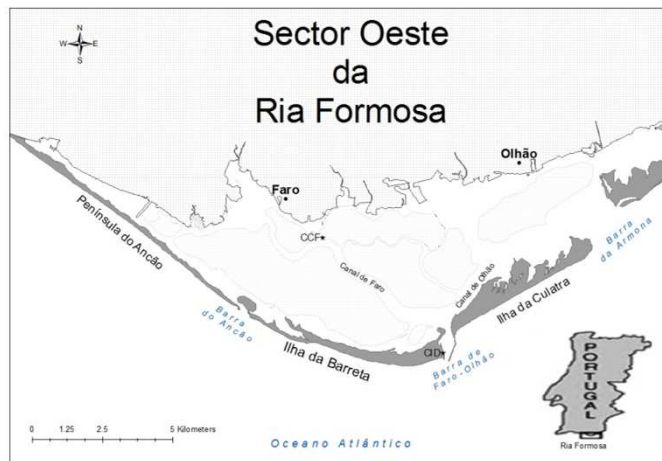 Sector Oeste
da
Ria Formosa
N
W E
S
Olhão
Faro
CCF
Península do Ancão
Barra
da Armona
Canal de Faro
Canal de Olhão
Ilha da Culatra
Barra
do Ancão
Ilha da Barreta
CID
Barra de
Faro-Olhão
PORTUGAL
Ria Formosa
0 1.25 2.5 5 Kilometers
Oceano Atlântico